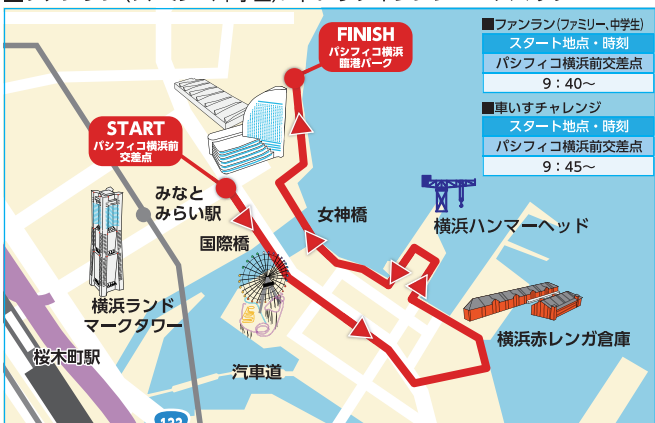 FINISH
パシフィコ横浜
臨港パーク
■ファンラン（ファミリー、中学生）
スタート地点・時刻
パシフィコ横浜前交差点
9：40～
■車いすチャレンジ
スタート地点・時刻
パシフィコ横浜前交差点
9：45～
START
パシフィコ横浜前
交差点
みなと
みらい駅
国際橋
女神橋
横浜ハンマーヘッド
横浜ランド
マークタワー
横浜赤レンガ倉庫
桜木町駅
汽車道